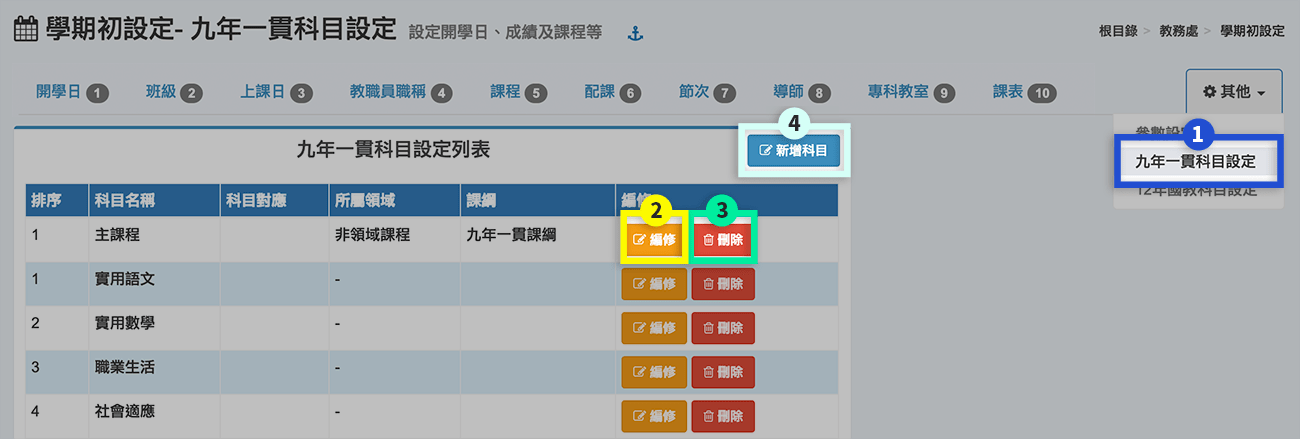 學期初設定- 九年一貫科目設定 設定開學日、成績及課程等
根目錄 > 教務處 > 學期初設定
開學日 1 班級 2 上課日 3 教職員職稱 4 課程 5 配課 6 節次 7 導師 8 專科教室 9 課表 10 其他
4
1
九年一貫科目設定列表
新增科目
九年一貫科目設定
12年國教科目設定
排序 科目名稱 科目對應 所屬領域 課綱
2 3
1 主課程 非領域課程 九年一貫課綱 編修 刪除
1 實用語文 - 編修 刪除
2 實用數學 - 編修 刪除
3 職業生活 - 編修 刪除
4 社會適應 - 編修 刪除